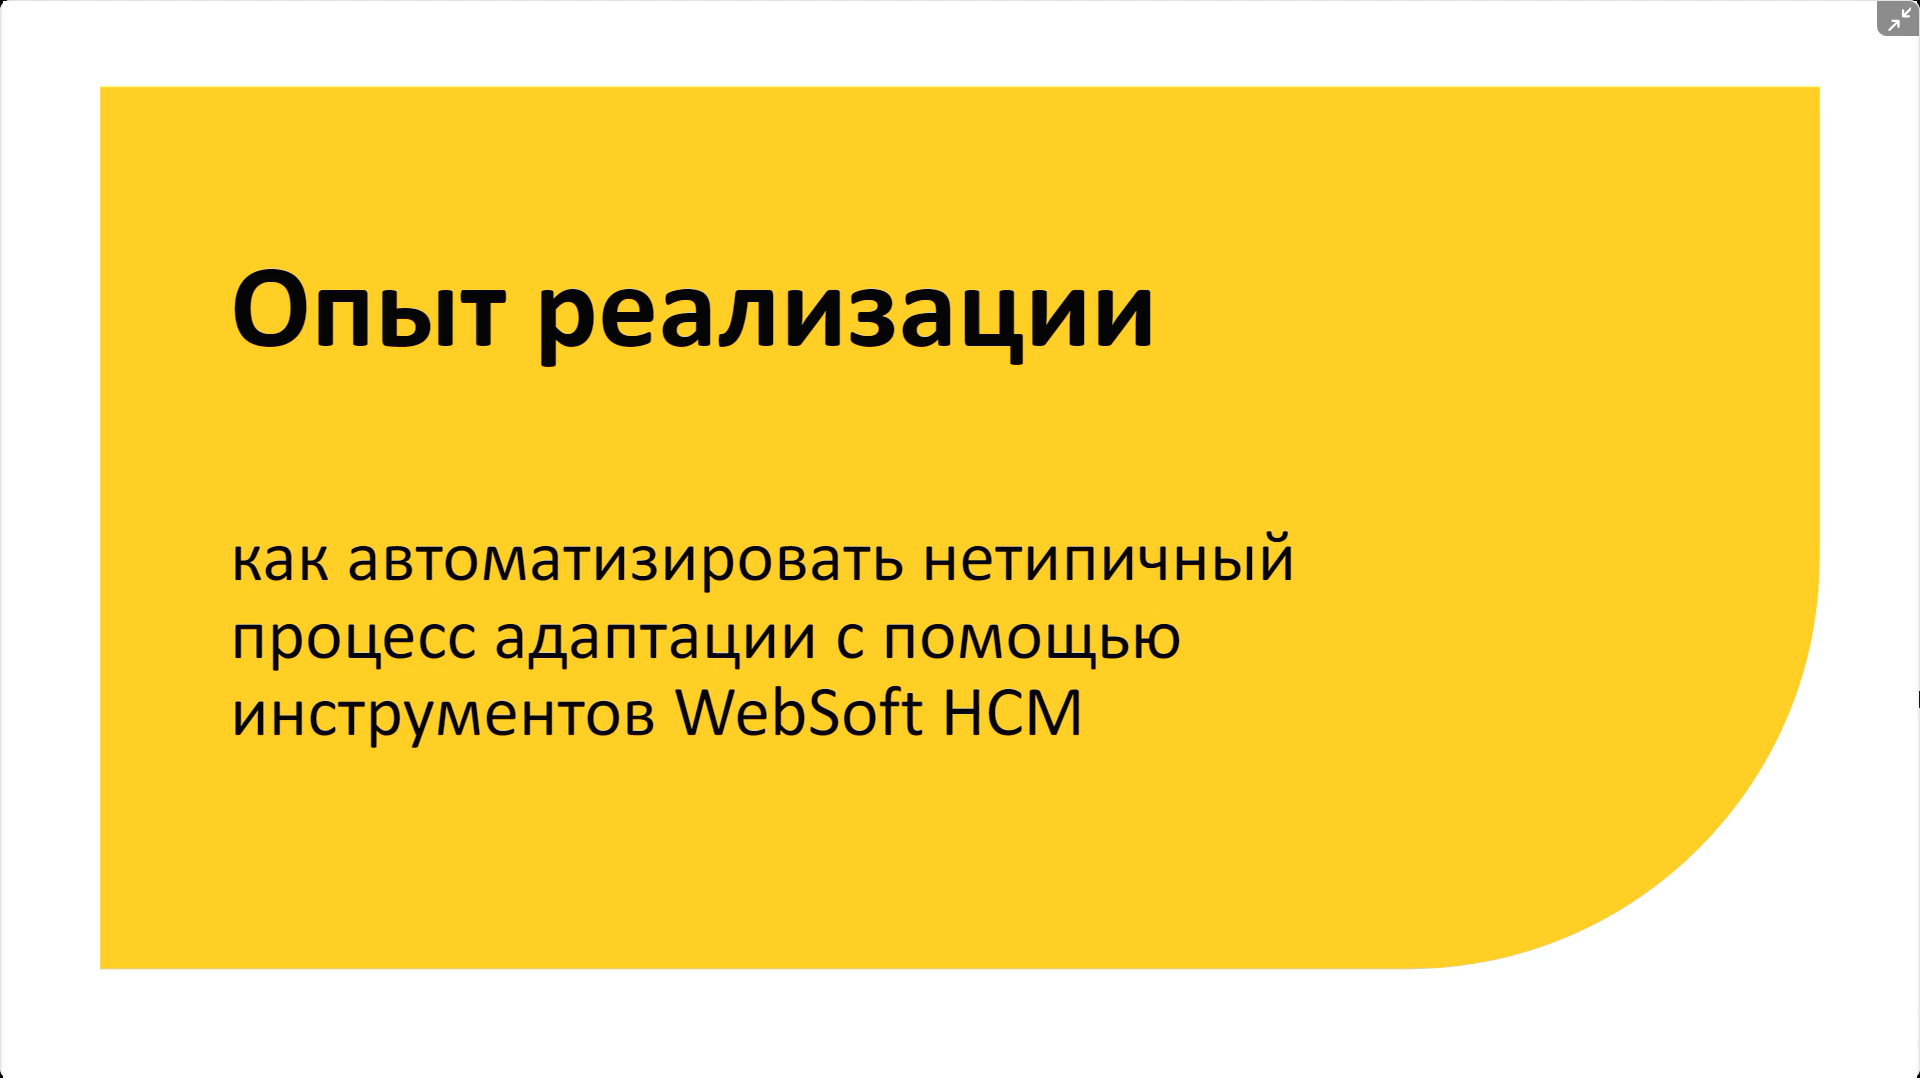 Опыт реализации
как автоматизировать нетипичный
процесс адаптации с помощью
инструментов WebSoft HCM